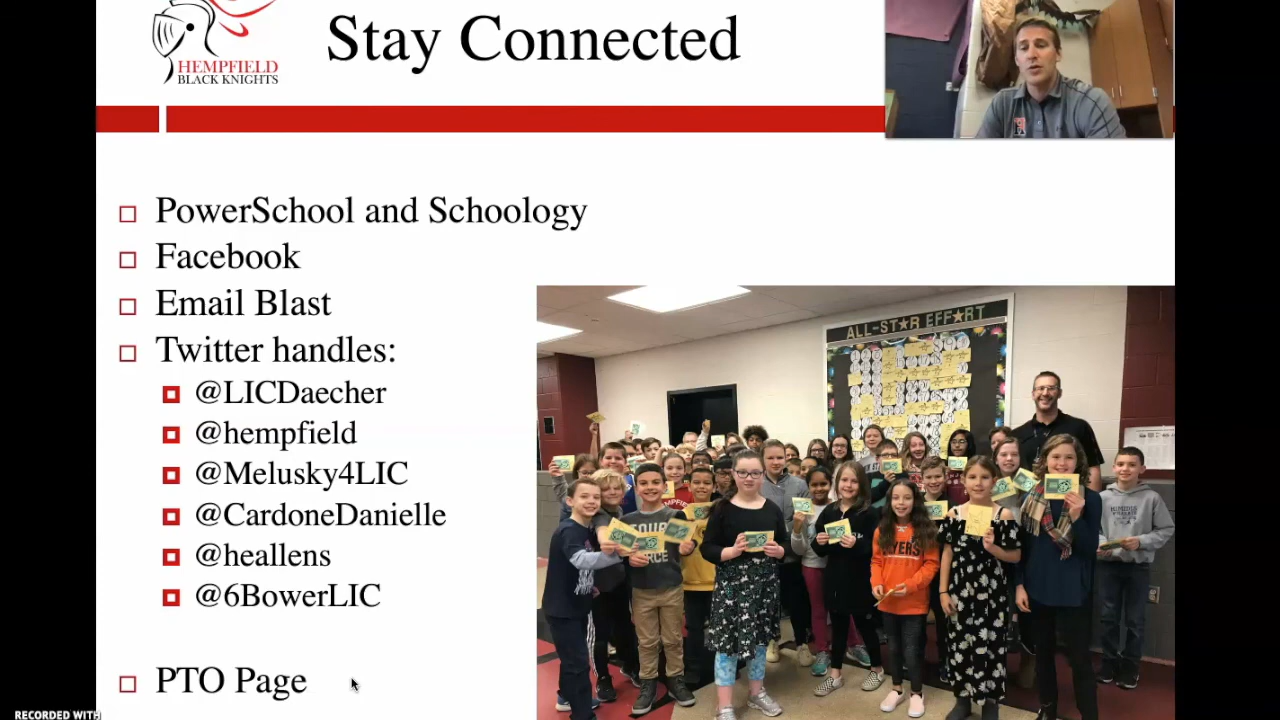 HEMPFIELD
BLACK KNIGHTS
Stay Connected
PowerSchool and Schoology
Facebook
Email Blast
Twitter handles:
@LICDaecher
@hempfield
@Melusky4LIC
@CardoneDanielle
@heallens
@6BowerLIC
PTO Page
ALL-STAR EFFORT
RECORDED WITH